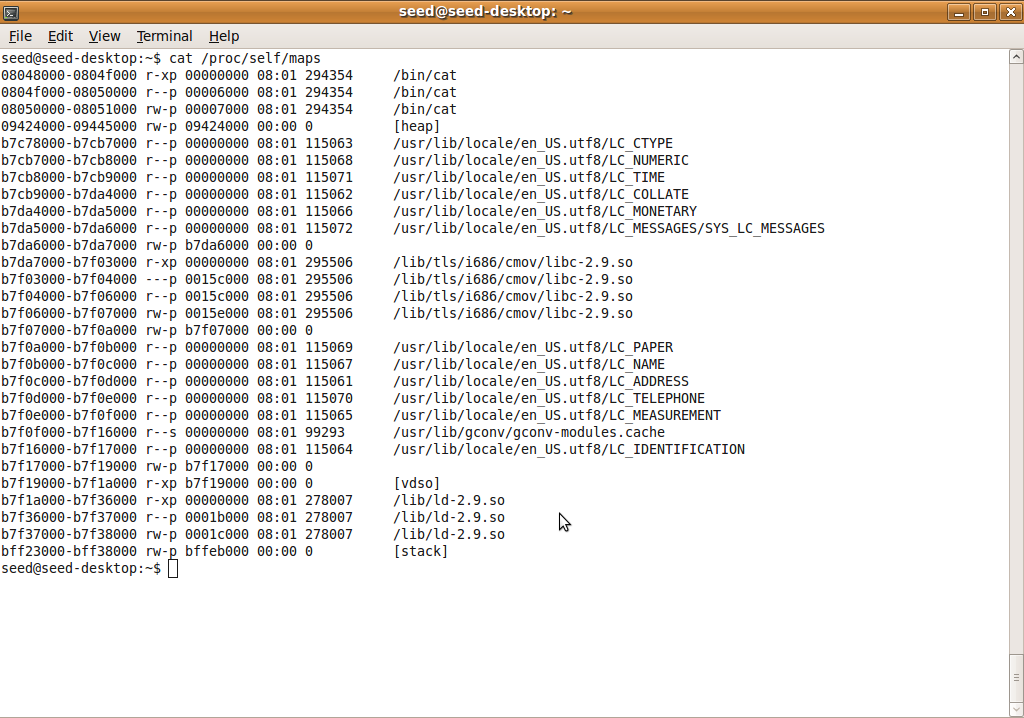 seed@seed-desktop: ~
File Edit View Terminal Help
seed@seed-desktop:~$ cat /proc/self/maps
08048000-0804f000 r-xp 00000000 08:01 294354     /bin/cat
0804f000-08050000 r--p 00006000 08:01 294354     /bin/cat
08050000-08051000 rw-p 00007000 08:01 294354     /bin/cat
09424000-09445000 rw-p 09424000 00:00 0          [heap]
b7c78000-b7cb7000 r--p 00000000 08:01 115063     /usr/lib/locale/en_US.utf8/LC_CTYPE
b7cb7000-b7cb8000 r--p 00000000 08:01 115068     /usr/lib/locale/en_US.utf8/LC_NUMERIC
b7cb8000-b7cb9000 r--p 00000000 08:01 115071     /usr/lib/locale/en_US.utf8/LC_TIME
b7cb9000-b7da4000 r--p 00000000 08:01 115062     /usr/lib/locale/en_US.utf8/LC_COLLATE
b7da4000-b7da5000 r--p 00000000 08:01 115066     /usr/lib/locale/en_US.utf8/LC_MONETARY
b7da5000-b7da6000 r--p 00000000 08:01 115072     /usr/lib/locale/en_US.utf8/LC_MESSAGES/SYS_LC_MESSAGES
b7da6000-b7da7000 rw-p b7da6000 00:00 0
b7da7000-b7f03000 r-xp 00000000 08:01 295506     /lib/tls/i686/cmov/libc-2.9.so
b7f03000-b7f04000 ---p 0015c000 08:01 295506     /lib/tls/i686/cmov/libc-2.9.so
b7f04000-b7f06000 r--p 0015c000 08:01 295506     /lib/tls/i686/cmov/libc-2.9.so
b7f06000-b7f07000 rw-p 0015e000 08:01 295506     /lib/tls/i686/cmov/libc-2.9.so
b7f07000-b7f0a000 rw-p b7f07000 00:00 0
b7f0a000-b7f0b000 r--p 00000000 08:01 115069     /usr/lib/locale/en_US.utf8/LC_PAPER
b7f0b000-b7f0c000 r--p 00000000 08:01 115067     /usr/lib/locale/en_US.utf8/LC_NAME
b7f0c000-b7f0d000 r--p 00000000 08:01 115061     /usr/lib/locale/en_US.utf8/LC_ADDRESS
b7f0d000-b7f0e000 r--p 00000000 08:01 115070     /usr/lib/locale/en_US.utf8/LC_TELEPHONE
b7f0e000-b7f0f000 r--p 00000000 08:01 115065     /usr/lib/locale/en_US.utf8/LC_MEASUREMENT
b7f0f000-b7f16000 r--s 00000000 08:01 99293      /usr/lib/gconv/gconv-modules.cache
b7f16000-b7f17000 r--p 00000000 08:01 115064     /usr/lib/locale/en_US.utf8/LC_IDENTIFICATION
b7f17000-b7f19000 rw-p b7f17000 00:00 0
b7f19000-b7f1a000 r-xp b7f19000 00:00 0          [vdso]
b7f1a000-b7f36000 r-xp 00000000 08:01 278007     /lib/ld-2.9.so
b7f36000-b7f37000 r--p 0001b000 08:01 278007     /lib/ld-2.9.so
b7f37000-b7f38000 rw-p 0001c000 08:01 278007     /lib/ld-2.9.so
bff23000-bff38000 rw-p bffeb000 00:00 0          [stack]
seed@seed-desktop:~$